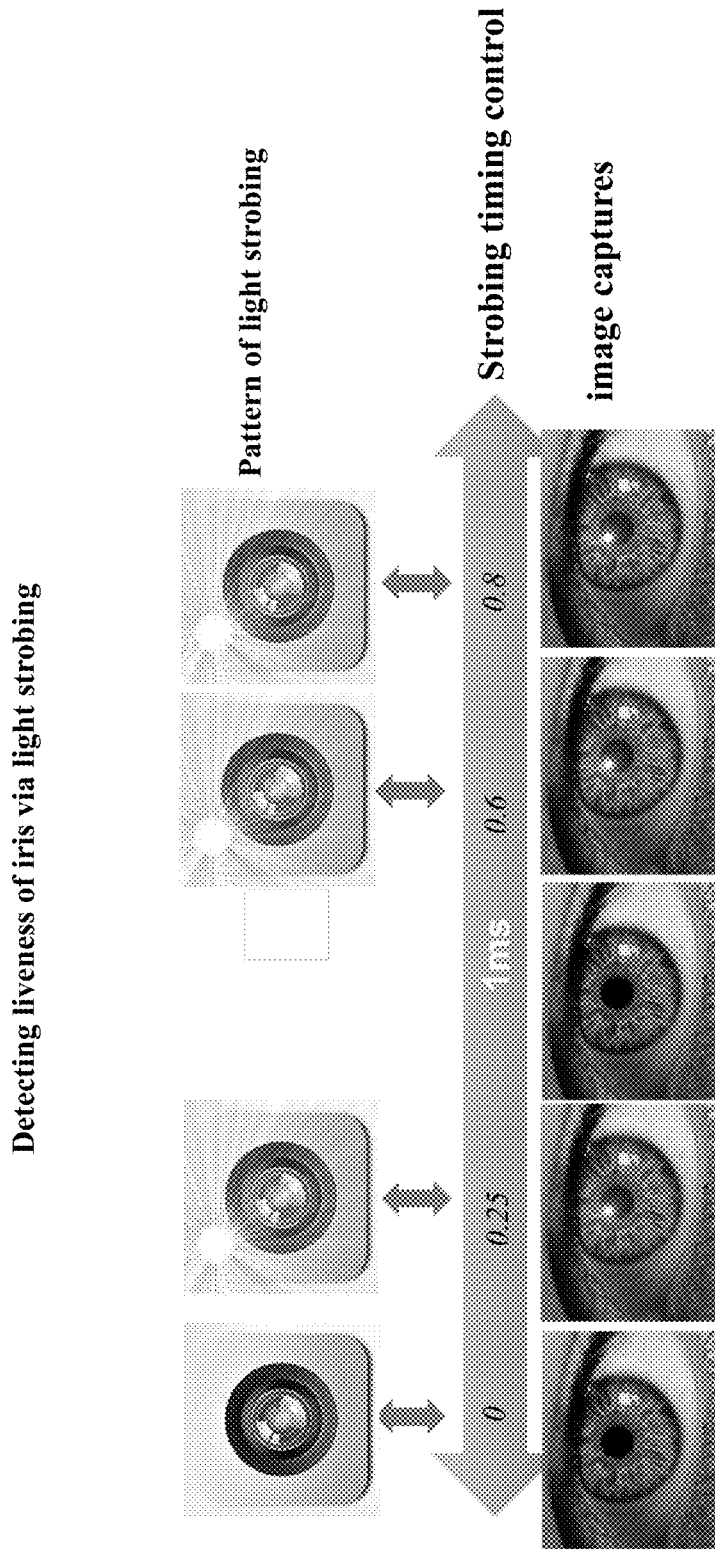 Detecting liveness of iris via light strobing
Pattern of light strobing
0 0.25 1ms 0.6 0.8
Strobing timing control
image captures